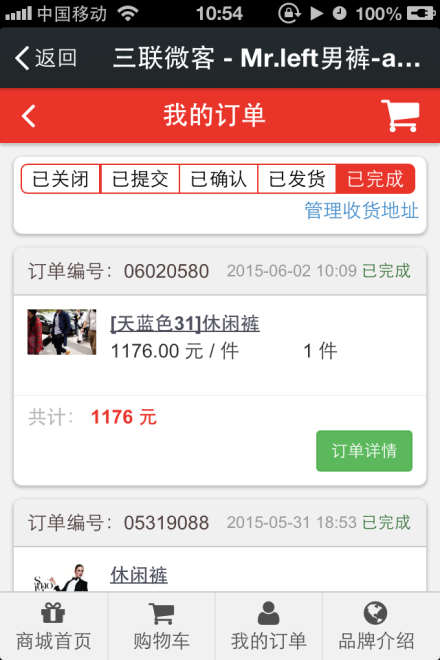 中国移动 10:54 100%
返回 三联微客 - Mr.left男裤-a...
我的订单
已关闭 已提交 已确认 已发货 已完成
管理收货地址
订单编号：06020580 2015-06-02 10:09 已完成
[天蓝色31]休闲裤
1176.00 元 / 件 1 件
共计： 1176 元
订单详情
订单编号：05319088 2015-05-31 18:53 已完成
休闲裤
商城首页 购物车 我的订单 品牌介绍